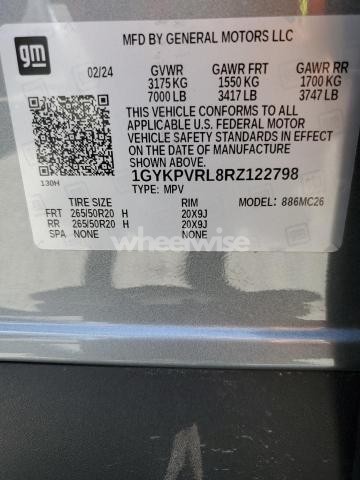 gm
MFD BY GENERAL MOTORS LLC
02/24 GVWR GAWR FRT GAWR RR
3175 KG 1550 KG 1700 KG
7000 LB 3417 LB 3747 LB
THIS VEHICLE CONFORMS TO ALL
APPLICABLE U.S. FEDERAL MOTOR
VEHICLE SAFETY STANDARDS IN EFFECT
ON THE DATE OF MANUFACTURE
SHOWN ABOVE.
1GYKPVRL8RZ122798
130H TYPE: MPV
TIRE SIZE RIM MODEL: 886MC26
FRT 265/50R20 H 20X9J
RR 265/50R20 H 20X9J
SPA NONE NONE
wheelwise